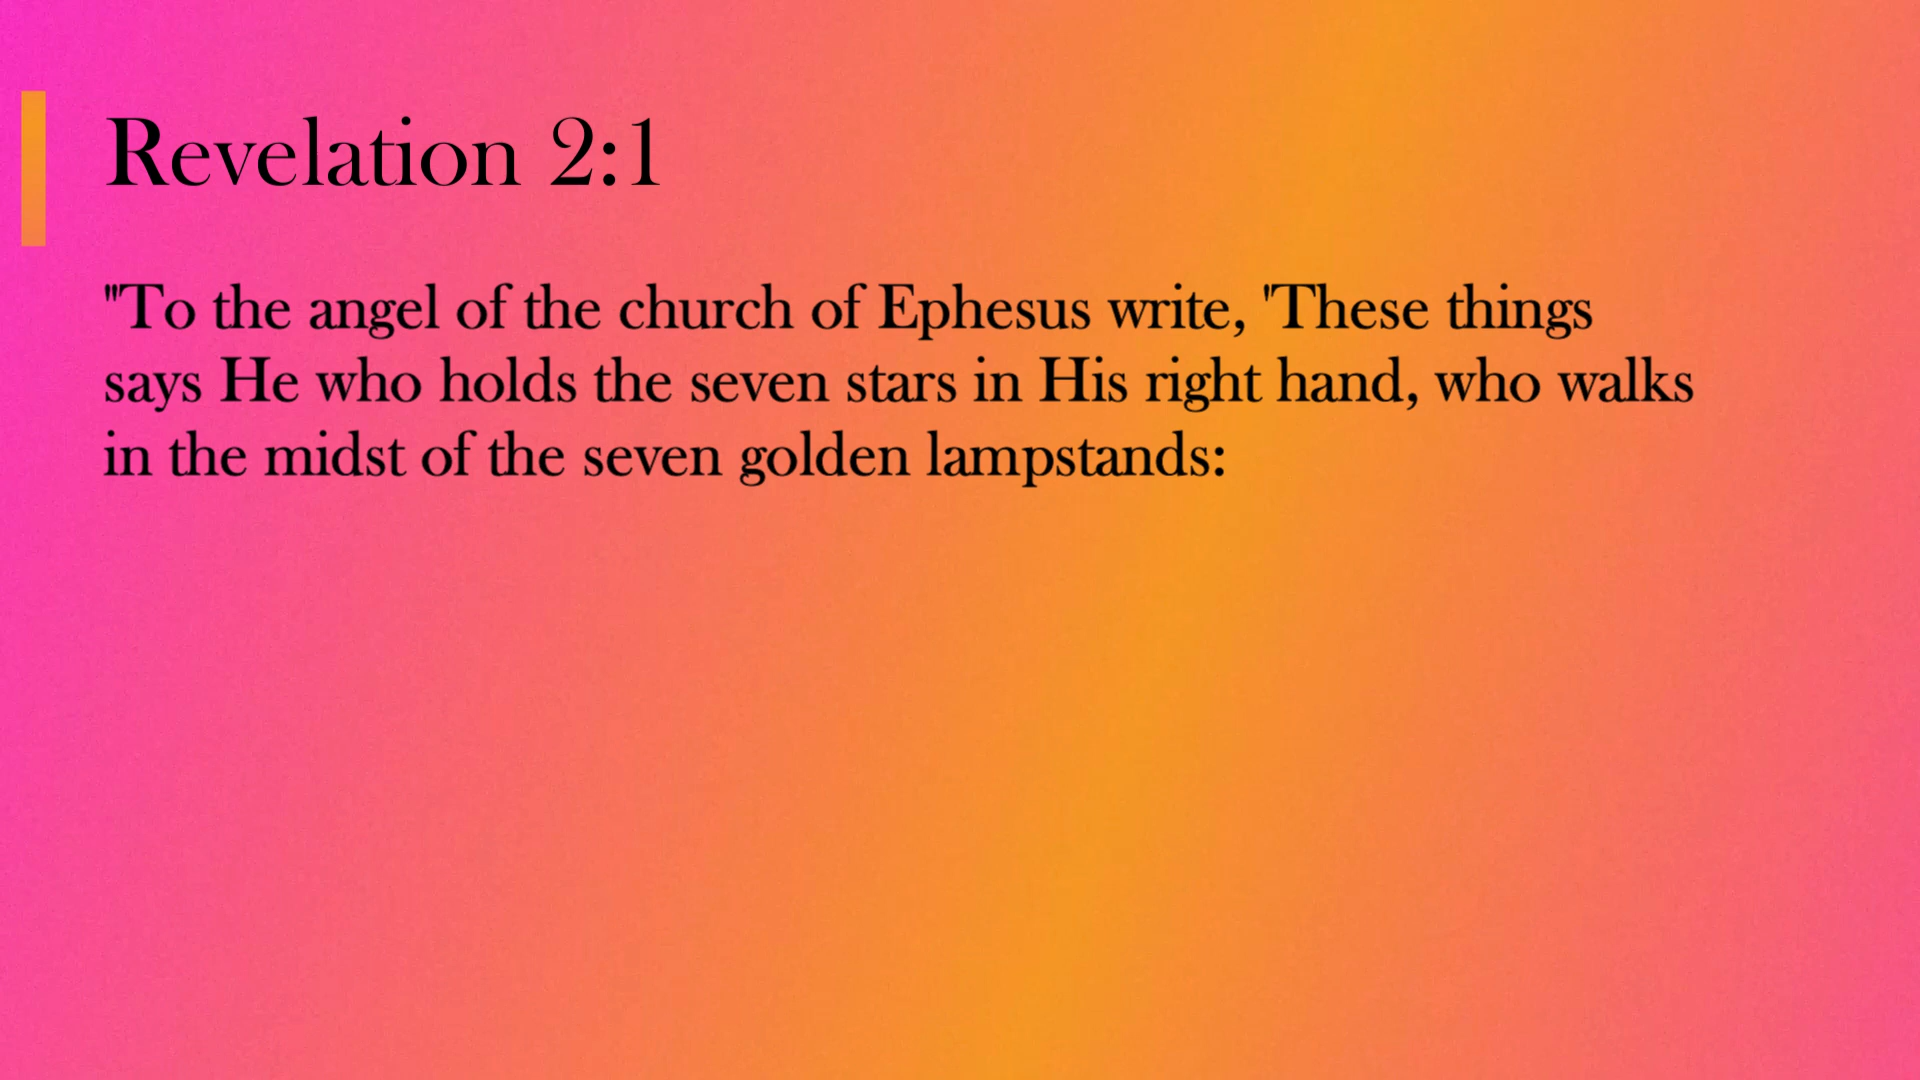 Revelation 2:1
"To the angel of the church of Ephesus write, 'These things
says He who holds the seven stars in His right hand, who walks
in the midst of the seven golden lampstands: